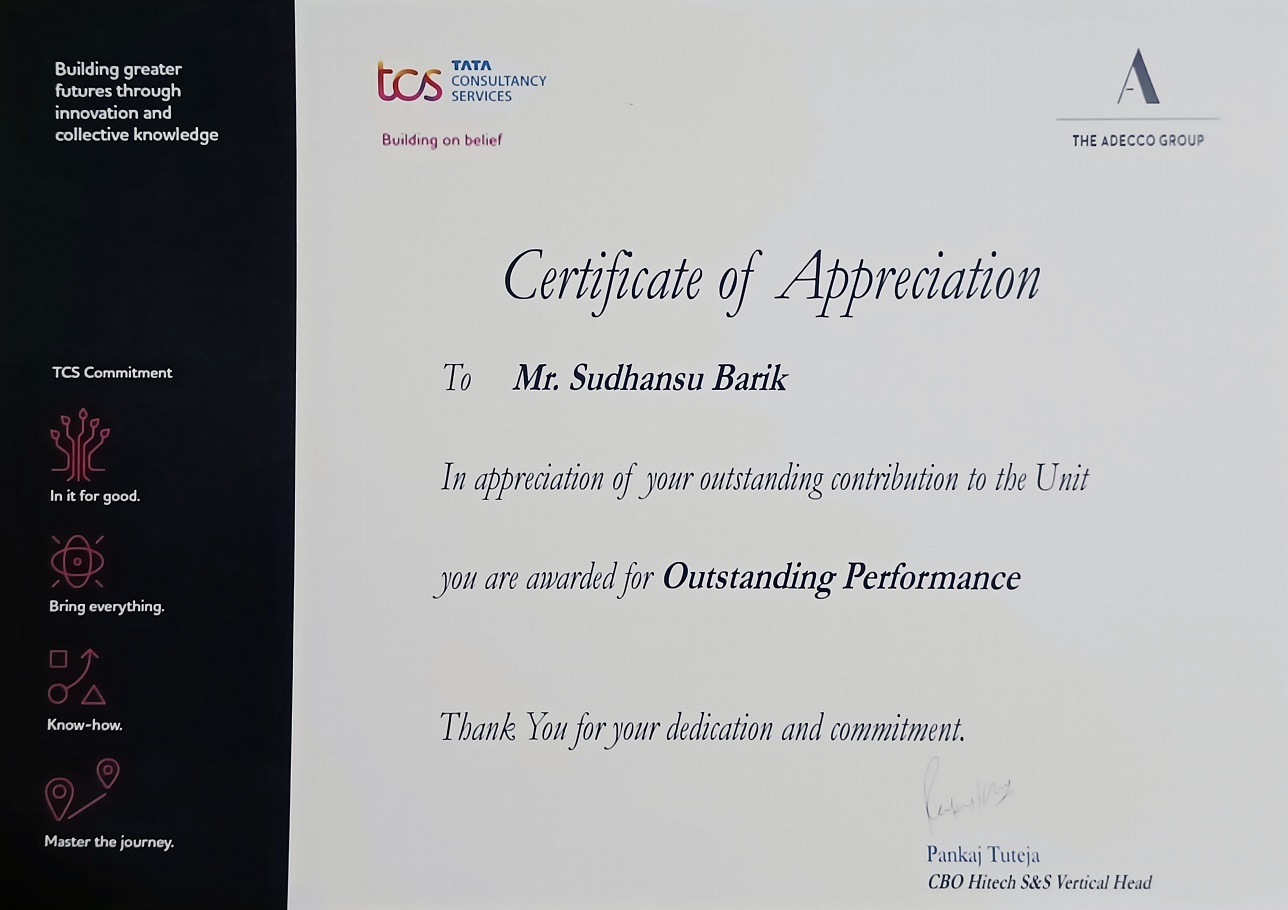 Building greater
futures through
innovation and
collective knowledge
tcs TATA
CONSULTANCY
SERVICES
Building on belief
THE ADECCO GROUP
Certificate of Appreciation
To Mr. Sudhansu Barik
In appreciation of your outstanding contribution to the Unit
you are awarded for Outstanding Performance
Thank You for your dedication and commitment.
Pankaj Tuteja
CBO Hitech S&S Vertical Head
TCS Commitment
In it for good.
Bring everything.
Know-how.
Master the journey.